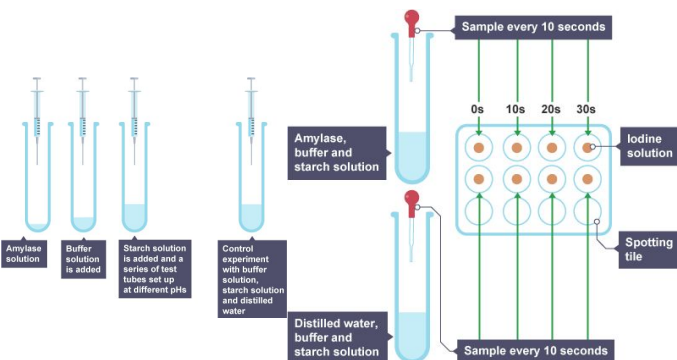 Sample every 10 seconds
0s 10s 20s 30s
Amylase,
buffer and
starch solution
Iodine
solution
Amylase
solution
Buffer
solution
is added
Starch solution
is added and a
series of test
tubes set up
at different pHs
Control
experiment
with buffer
solution,
starch solution
and distilled
water
Spotting
tile
Distilled water,
buffer and
starch solution
Sample every 10 seconds